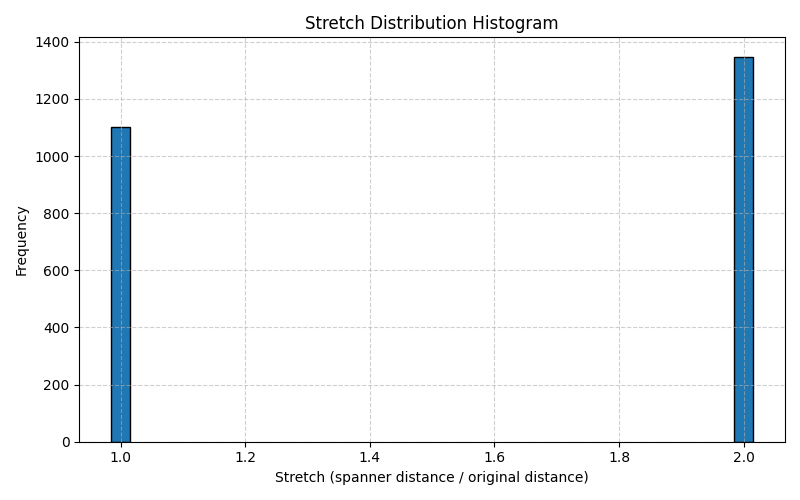 Stretch Distribution Histogram
1400
1200
1000
800
600
400
200
0
Frequency
1.0 1.2 1.4 1.6 1.8 2.0
Stretch (spanner distance / original distance)